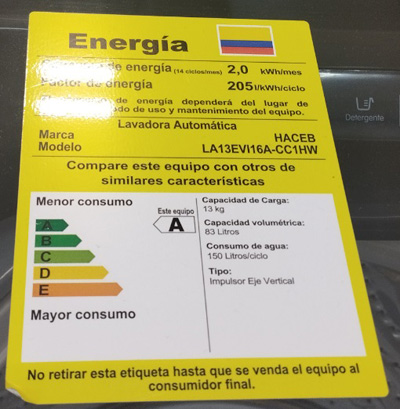 Energía
de energía (14 ciclos/mes) 2,0 kWh/mes
Factor de energía 205 l/kWh/ciclo
de energía dependerá del lugar de
de uso y mantenimiento del equipo.
Lavadora Automática
Marca HACEB
Modelo LA13EVI16A-CC1HW
Compare este equipo con otros de
similares características
Menor consumo
Este equipo
A
A
B
C
D
E
Mayor consumo
Capacidad de Carga:
13 kg
Capacidad volumétrica:
83 Litros
Consumo de agua:
150 Litros/ciclo
Tipo:
Impulsor Eje Vertical
No retirar esta etiqueta hasta que se venda el equipo al
consumidor final.
Detergente